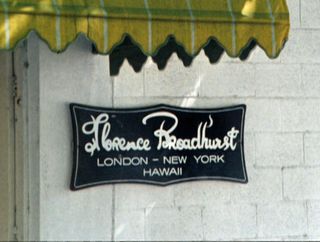 Florence Broadhurst
LONDON - NEW YORK
HAWAII